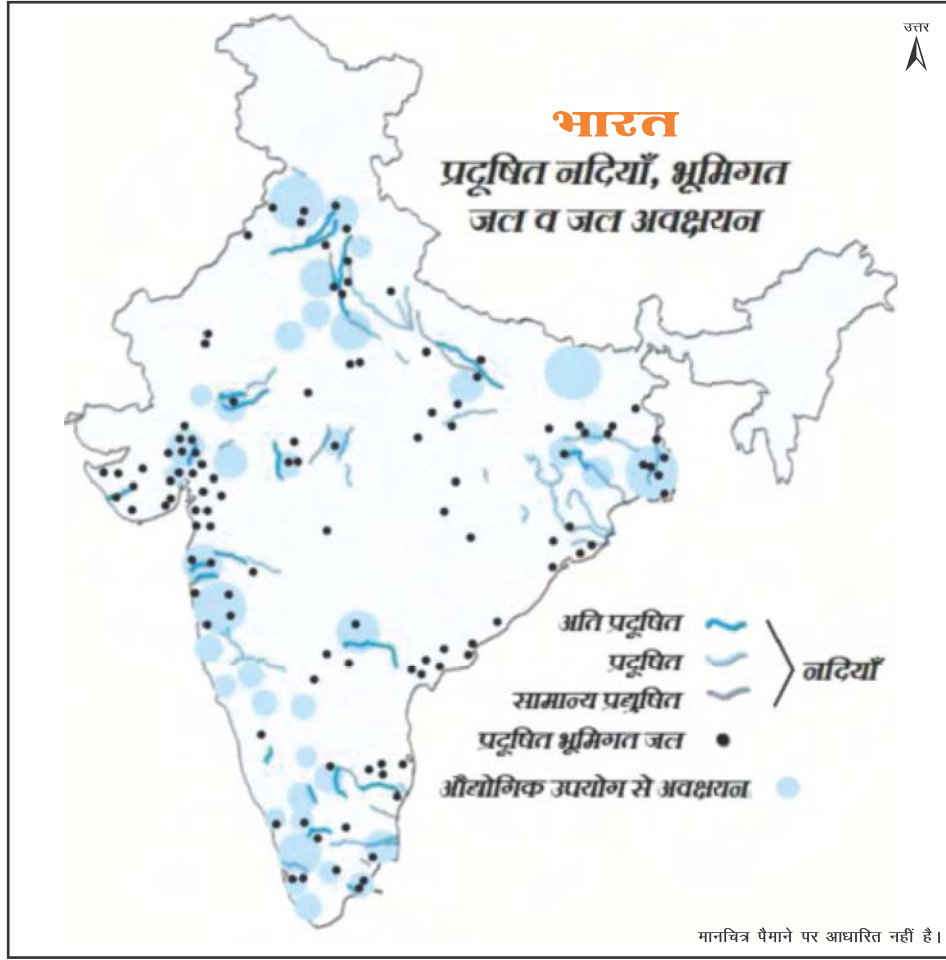 उत्तर
भारत
प्रदूषित नदियाँ, भूमिगत
जल व जल अवक्षयन
अति प्रदूषित
प्रदूषित
नदियाँ
सामान्य प्रद्यूषित
प्रदूषित भूमिगत जल
औद्योगिक उपयोग से अवक्षयन
मानचित्र पैमाने पर आधारित नहीं है।